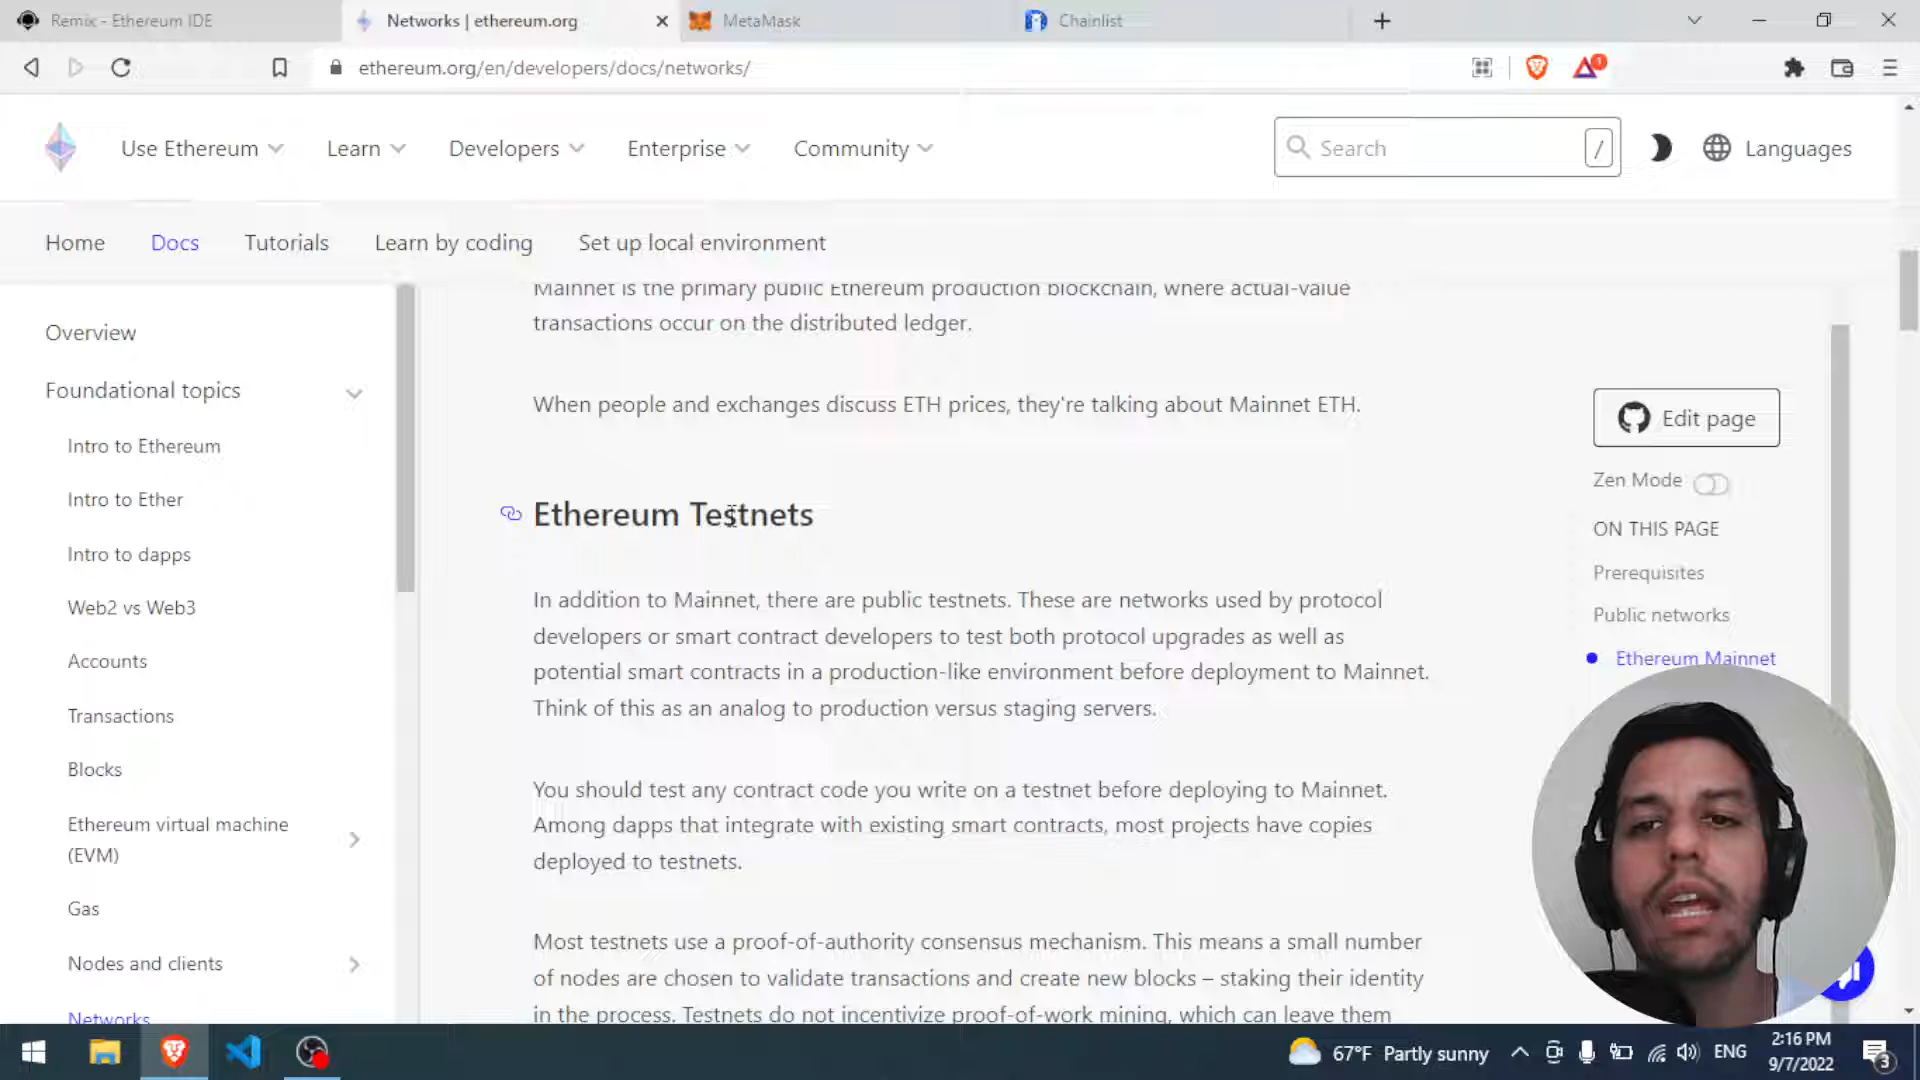 Remix - Ethereum IDE
Networks | ethereum.org
MetaMask
Chainlist
ethereum.org/en/developers/docs/networks/
1
Use Ethereum
Learn
Developers
Enterprise
Community
Search
/
Languages
Home
Docs
Tutorials
Learn by coding
Set up local environment
Overview
Foundational topics
Intro to Ethereum
Intro to Ether
Intro to dapps
Web2 vs Web3
Accounts
Transactions
Blocks
Ethereum virtual machine
(EVM)
Gas
Nodes and clients
Networks
Mainnet is the primary public Ethereum production blockchain, where actual-value
transactions occur on the distributed ledger.
When people and exchanges discuss ETH prices, they're talking about Mainnet ETH.
Ethereum Testnets
In addition to Mainnet, there are public testnets. These are networks used by protocol
developers or smart contract developers to test both protocol upgrades as well as
potential smart contracts in a production-like environment before deployment to Mainnet.
Think of this as an analog to production versus staging servers.
You should test any contract code you write on a testnet before deploying to Mainnet.
Among dapps that integrate with existing smart contracts, most projects have copies
deployed to testnets.
Most testnets use a proof-of-authority consensus mechanism. This means a small number
of nodes are chosen to validate transactions and create new blocks – staking their identity
in the process. Testnets do not incentivize proof-of-work mining, which can leave them
Edit page
Zen Mode
ON THIS PAGE
Prerequisites
Public networks
Ethereum Mainnet
67°F Partly sunny
ENG
2:16 PM
9/7/2022
3